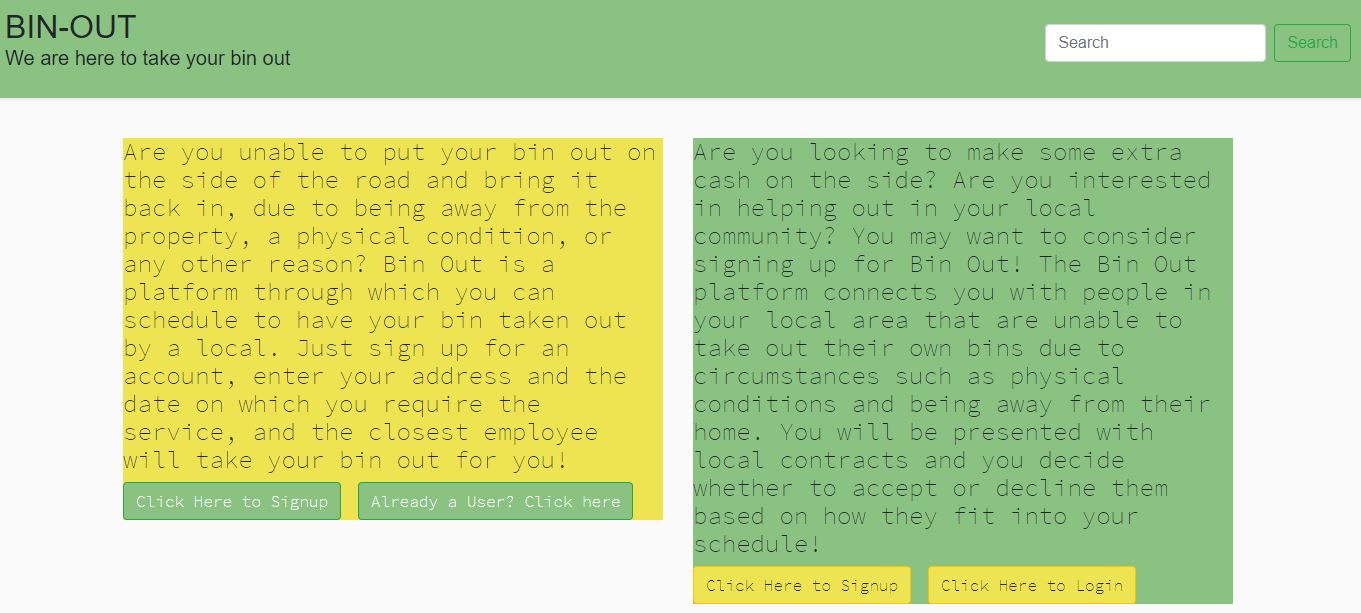 BIN-OUT
We are here to take your bin out
Search
Search
Are you unable to put your bin out on
the side of the road and bring it
back in, due to being away from the
property, a physical condition, or
any other reason? Bin Out is a
platform through which you can
schedule to have your bin taken out
by a local. Just sign up for an
account, enter your address and the
date on which you require the
service, and the closest employee
will take your bin out for you!
Click Here to Signup
Already a User? Click here
Are you looking to make some extra
cash on the side? Are you interested
in helping out in your local
community? You may want to consider
signing up for Bin Out! The Bin Out
platform connects you with people in
your local area that are unable to
take out their own bins due to
circumstances such as physical
conditions and being away from their
home. You will be presented with
local contracts and you decide
whether to accept or decline them
based on how they fit into your
schedule!
Click Here to Signup
Click Here to Login